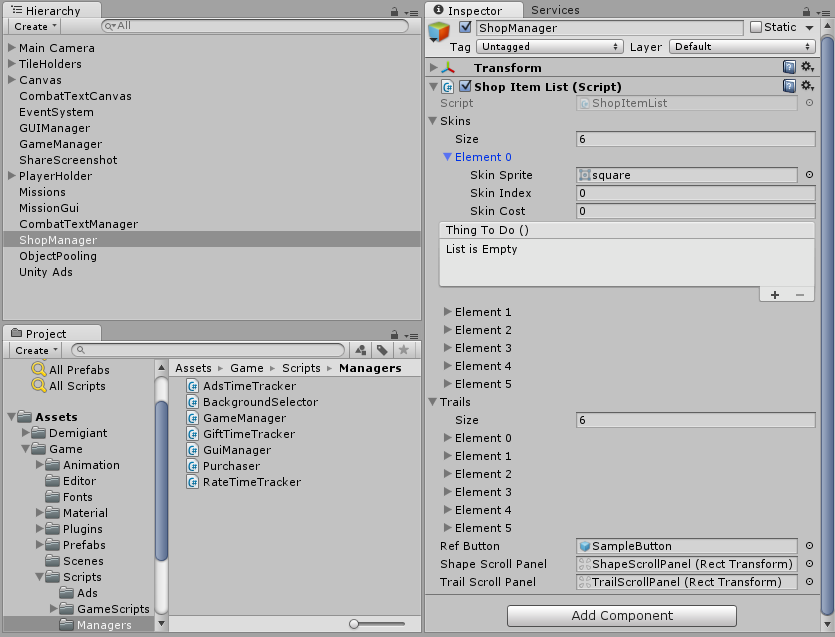 Hierarchy
Create
All
Main Camera
TileHolders
Canvas
CombatTextCanvas
EventSystem
GUIManager
GameManager
ShareScreenshot
PlayerHolder
Missions
MissionGui
CombatTextManager
ShopManager
ObjectPooling
Unity Ads
Project
Create
All Prefabs
All Scripts
Assets
Demigiant
Game
Animation
Editor
Fonts
Material
Plugins
Prefabs
Scenes
Scripts
Ads
GameScripts
Managers
Assets Game Scripts Managers
AdsTimeTracker
BackgroundSelector
GameManager
GiftTimeTracker
GuiManager
Purchaser
RateTimeTracker
Inspector Services
ShopManager Static
Tag Untagged Layer Default
Transform
Shop Item List (Script)
Script ShopItemList
Skins
Size 6
Element 0
Skin Sprite square
Skin Index 0
Skin Cost 0
Thing To Do ()
List is Empty
Element 1
Element 2
Element 3
Element 4
Element 5
Trails
Size 6
Element 0
Element 1
Element 2
Element 3
Element 4
Element 5
Ref Button SampleButton
Shape Scroll Panel ShapeScrollPanel (Rect Transform)
Trail Scroll Panel TrailScrollPanel (Rect Transform)
Add Component